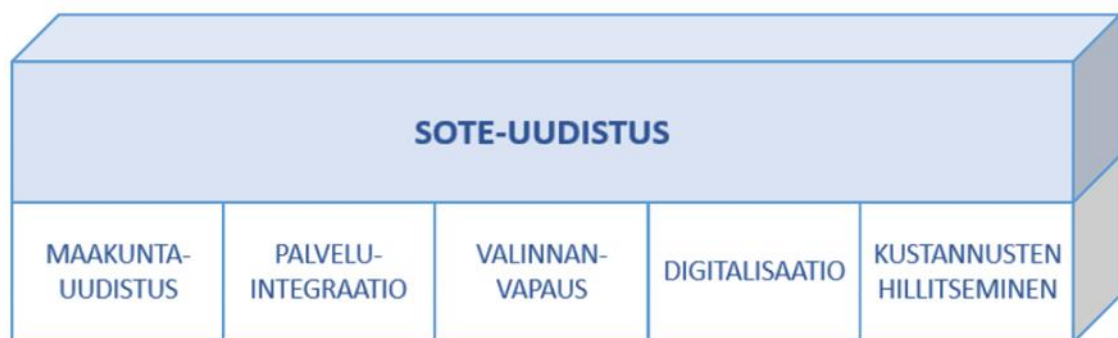 SOTE-UUDISTUS
MAAKUNTA-
UUDISTUS
PALVELU-
INTEGRAATIO
VALINNAN-
VAPAUS
DIGITALISAATIO
KUSTANNUSTEN
HILLITSEMINEN